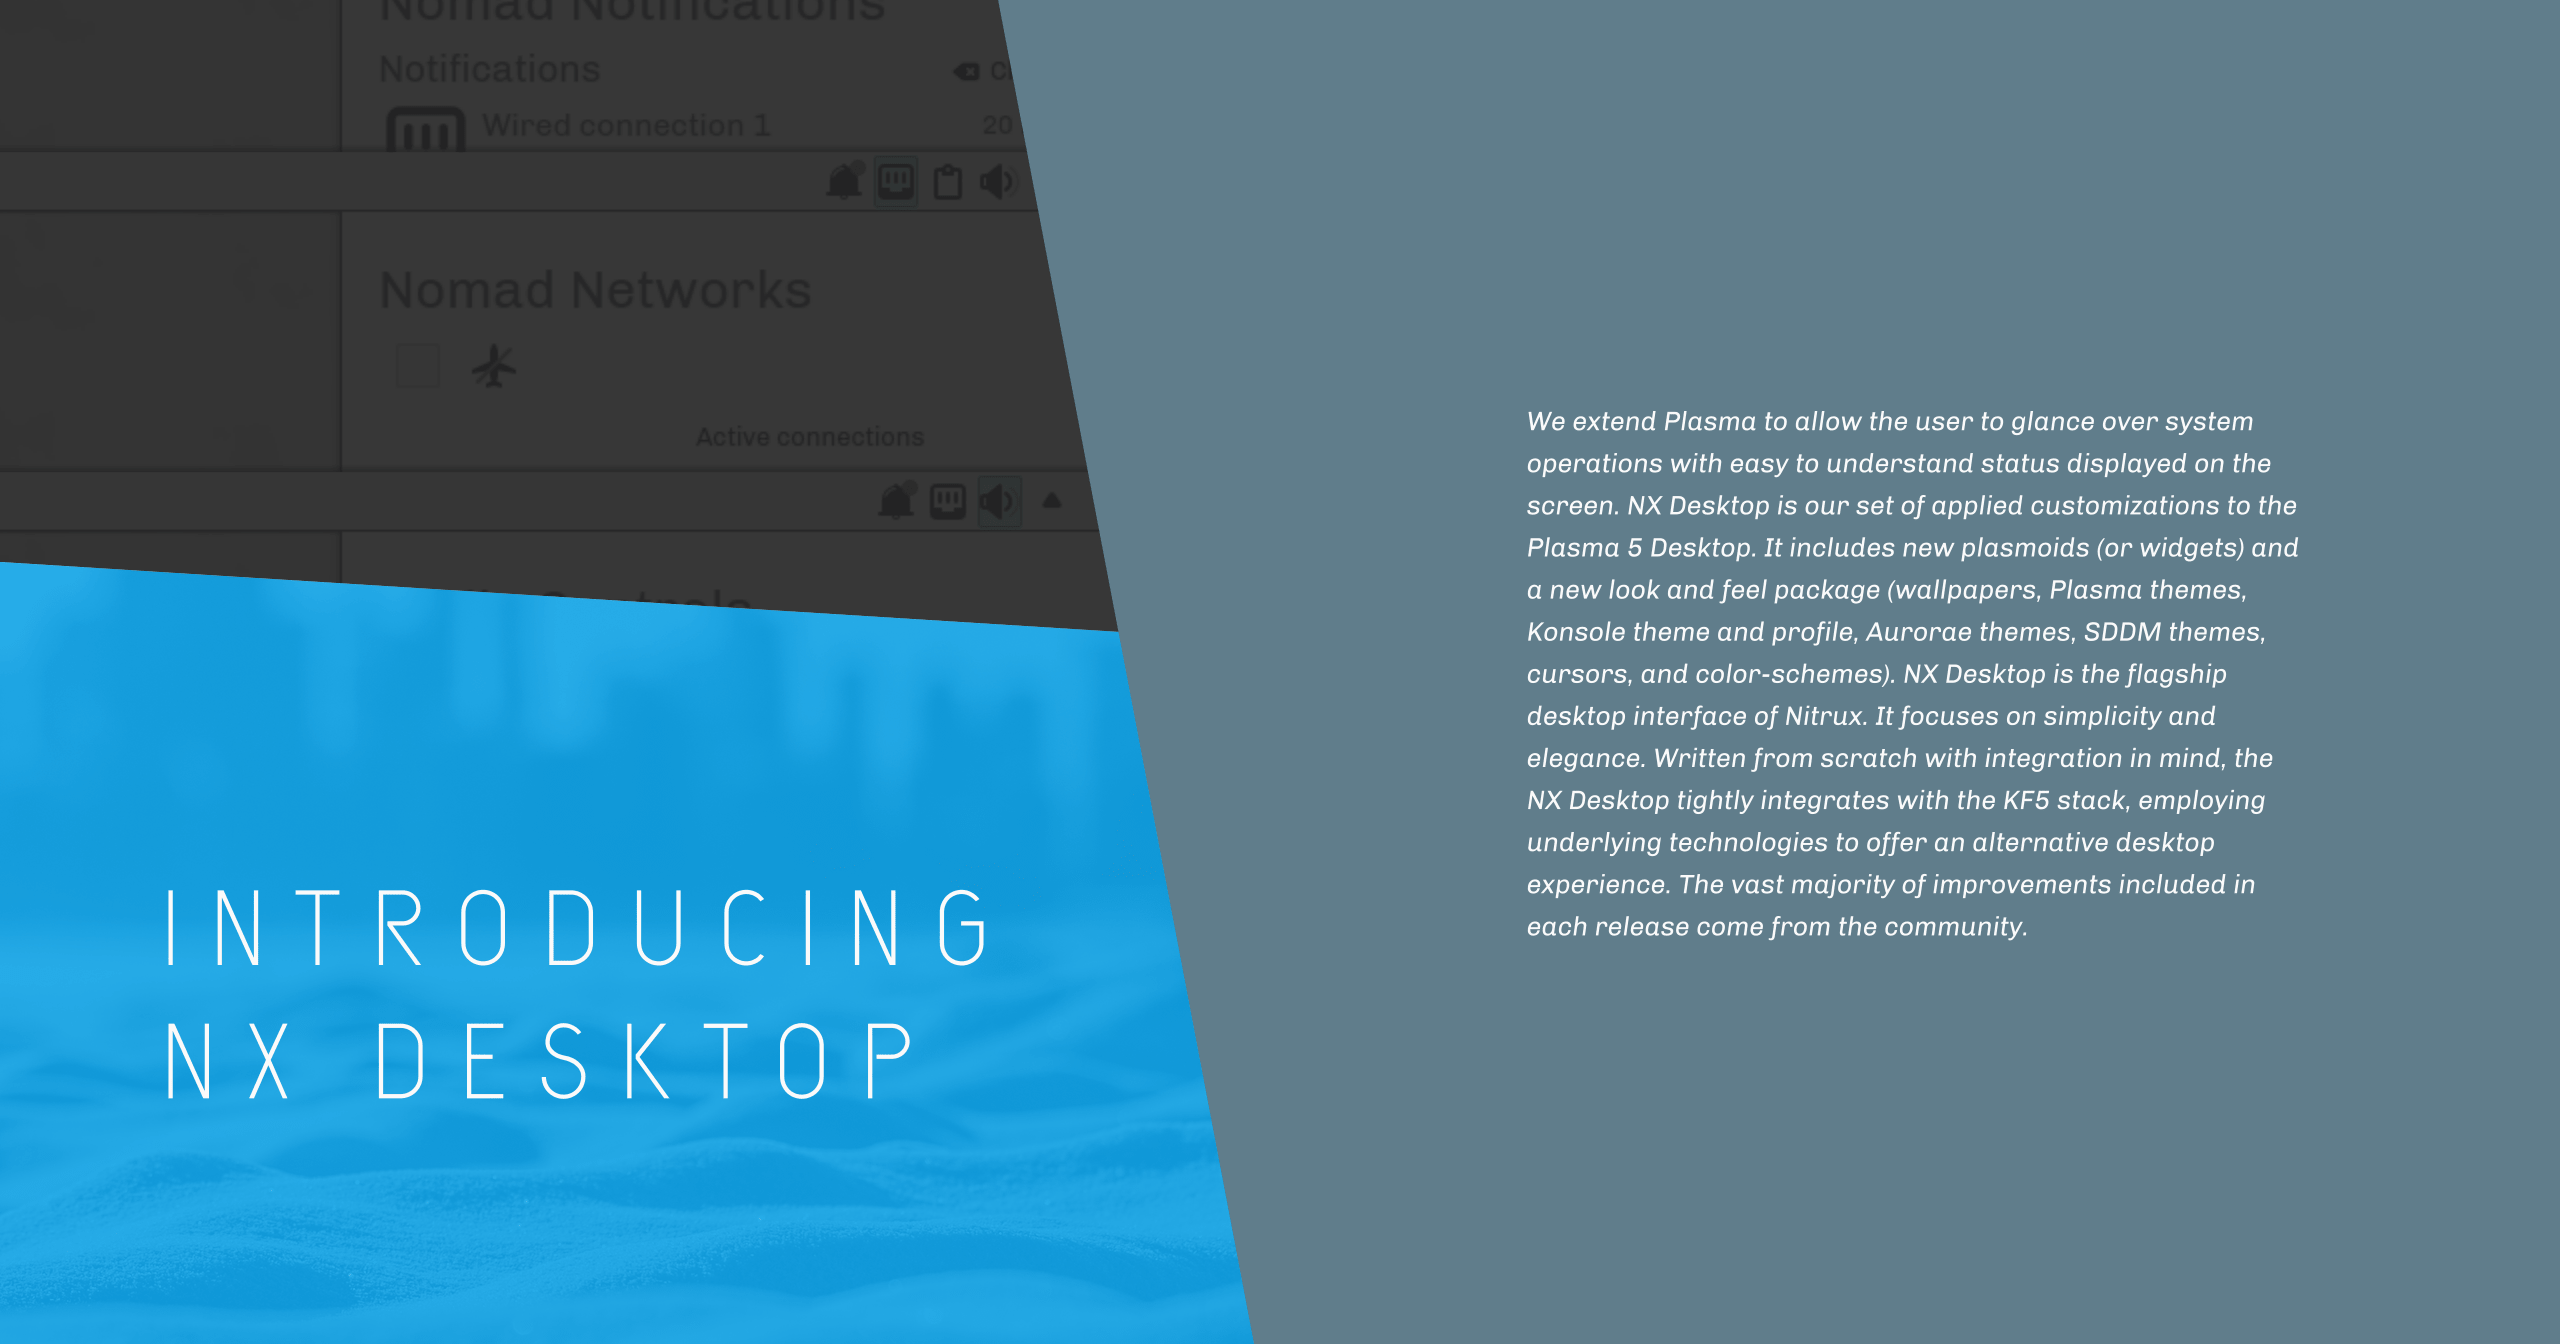 Nomad Notifications
Notifications
Wired connection 1
20
Nomad Networks
Active connections
INTRODUCING
NX DESKTOP
We extend Plasma to allow the user to glance over system
operations with easy to understand status displayed on the
screen. NX Desktop is our set of applied customizations to the
Plasma 5 Desktop. It includes new plasmoids (or widgets) and
a new look and feel package (wallpapers, Plasma themes,
Konsole theme and profile, Aurorae themes, SDDM themes,
cursors, and color-schemes). NX Desktop is the flagship
desktop interface of Nitrux. It focuses on simplicity and
elegance. Written from scratch with integration in mind, the
NX Desktop tightly integrates with the KF5 stack, employing
underlying technologies to offer an alternative desktop
experience. The vast majority of improvements included in
each release come from the community.